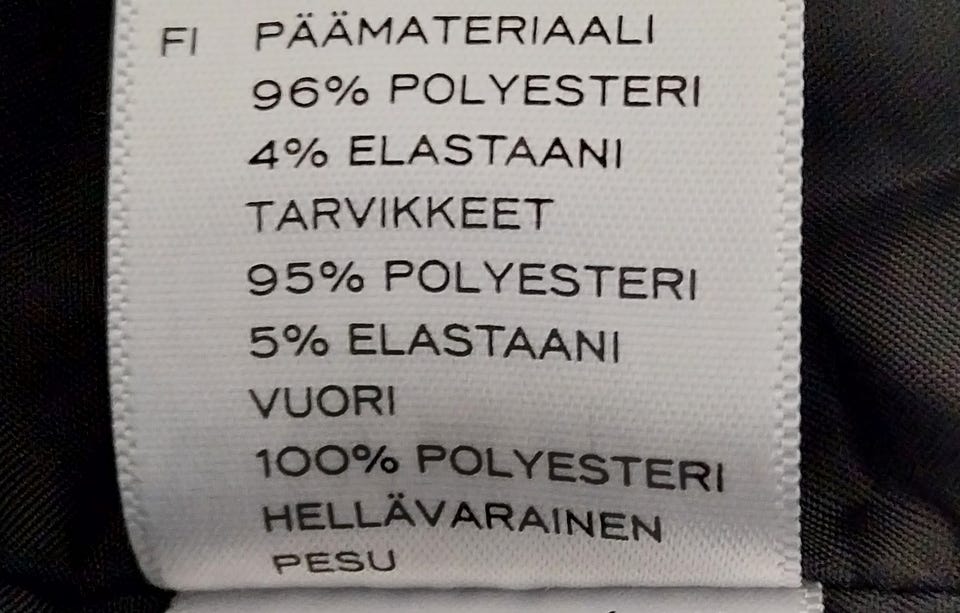 FI PÄÄMATERIAALI
96% POLYESTERI
4% ELASTAANI
TARVIKKEET
95% POLYESTERI
5% ELASTAANI
VUORI
100% POLYESTERI
HELLÄVARAINEN
PESU